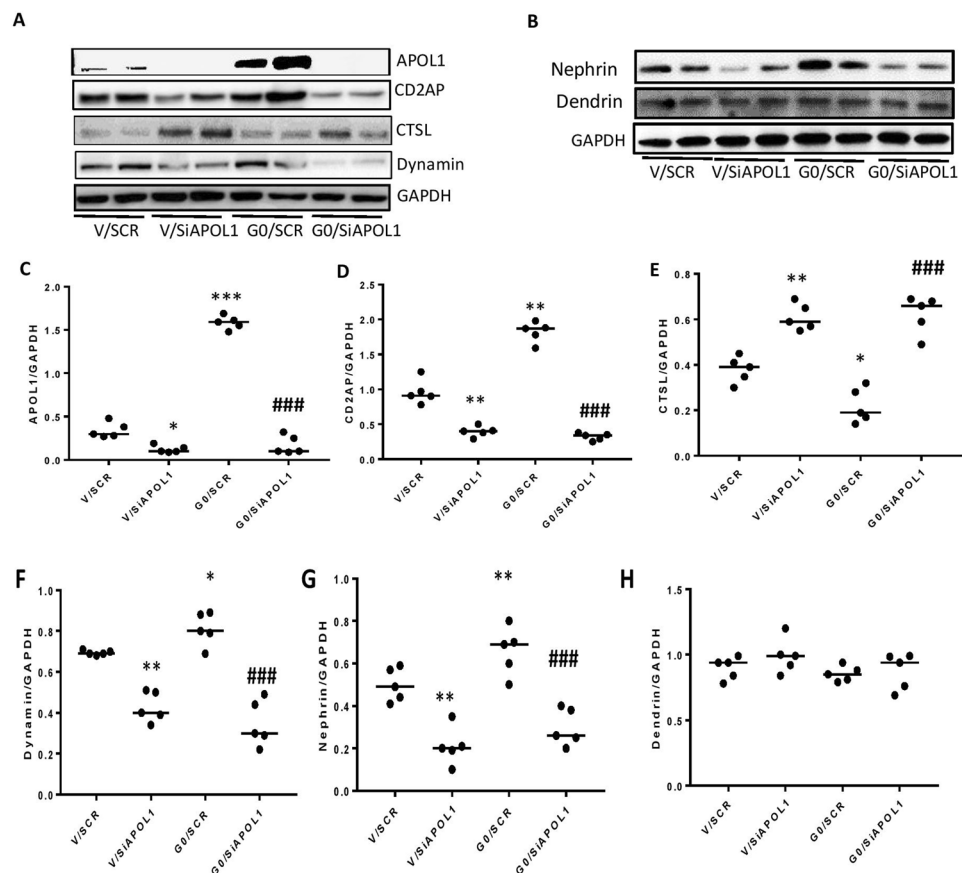 A
APOL1
CD2AP
CTSL
Dynamin
GAPDH
V/SCR V/SiAPOL1 G0/SCR G0/SiAPOL1
B
Nephrin
Dendrin
GAPDH
V/SCR V/SiAPOL1 G0/SCR G0/SiAPOL1
C
APOL1/GAPDH
2.0
1.5
1.0
0.5
0.0
*
***
###
V/SCR
V/SiAPOL1
G0/SCR
G0/SiAPOL1
D
CD2AP/GAPDH
2.5
2.0
1.5
1.0
0.5
0.0
**
**
###
V/SCR
V/SiAPOL1
G0/SCR
G0/SiAPOL1
E
CTSL/GAPDH
0.8
0.6
0.4
0.2
0.0
**
*
###
V/SCR
V/SiAPOL1
G0/SCR
G0/SiAPOL1
F
Dynamin/GAPDH
1.0
0.8
0.6
0.4
0.2
0.0
**
*
###
V/SCR
V/SiAPOL1
G0/SCR
G0/SiAPOL1
G
Nephrin/GAPDH
1.0
0.8
0.6
0.4
0.2
0.0
**
**
###
V/SCR
V/SiAPOL1
G0/SCR
G0/SiAPOL1
H
Dendrin/GAPDH
1.5
1.0
0.5
0.0
V/SCR
V/SiAPOL1
G0/SCR
G0/SiAPOL1